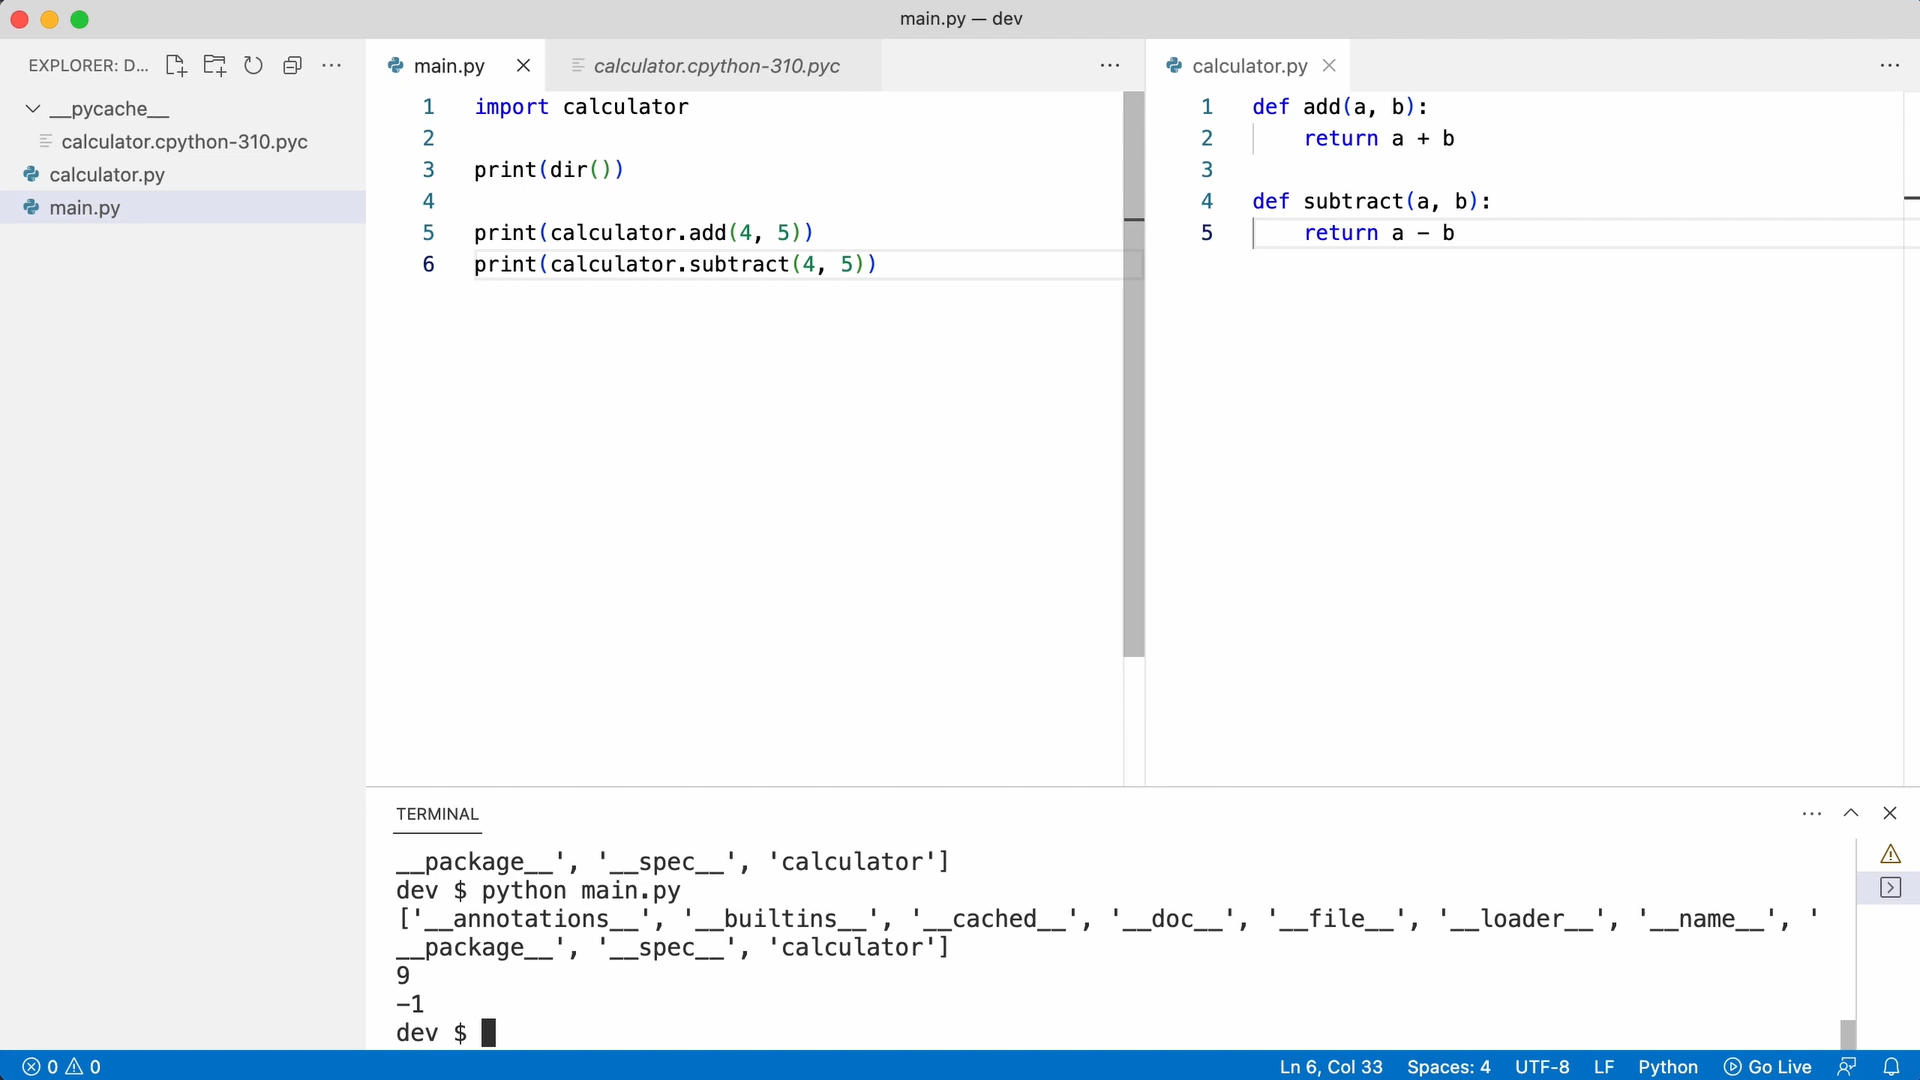 main.py — dev
EXPLORER: D...
__pycache__
calculator.cpython-310.pyc
calculator.py
main.py
main.py
calculator.cpython-310.pyc
1 import calculator
2
3 print(dir())
4
5 print(calculator.add(4, 5))
6 print(calculator.subtract(4, 5))
calculator.py
1 def add(a, b):
2     return a + b
3
4 def subtract(a, b):
5     return a - b
TERMINAL
__package__', '__spec__', 'calculator']
dev $ python main.py
['__annotations__', '__builtins__', '__cached__', '__doc__', '__file__', '__loader__', '__name__', '
__package__', '__spec__', 'calculator']
9
-1
dev $
0 0
Ln 6, Col 33 Spaces: 4 UTF-8 LF Python Go Live